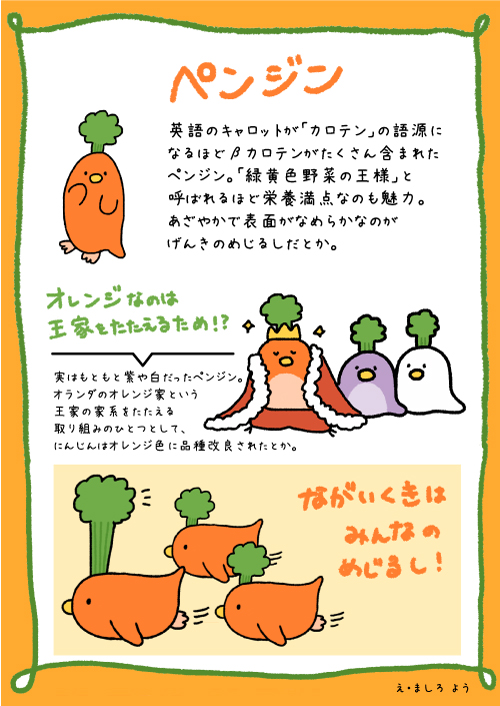 ペンジン
英語のキャロットが「カロテン」の語源に
なるほどβカロテンがたくさん含まれた
ペンジン。「緑黄色野菜の王様」と
呼ばれるほど栄養満点なのも魅力。
あざやかで表面がなめらかなのが
げんきのめじるしだとか。
オレンジなのは
王家をたたえるため!?
実はもともと紫や白だったペンジン。
オランダのオレンジ家という
王家の家系をたたえる
取り組みのひとつとして、
にんじんはオレンジ色に品種改良されたとか。
ながいくきは
みんなの
めじるし!
え・ましろ よう